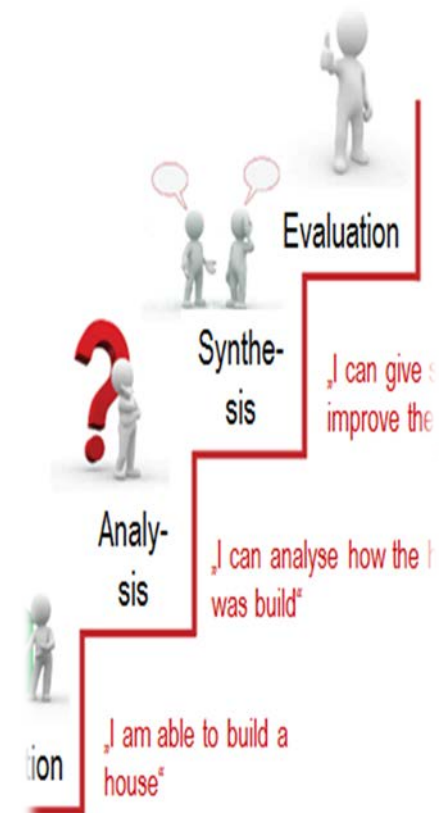 Evaluation
Synthe-
sis
„I can give
improve the
Analy-
sis
„I can analyse how the
was build“
tion
„I am able to build a
house“